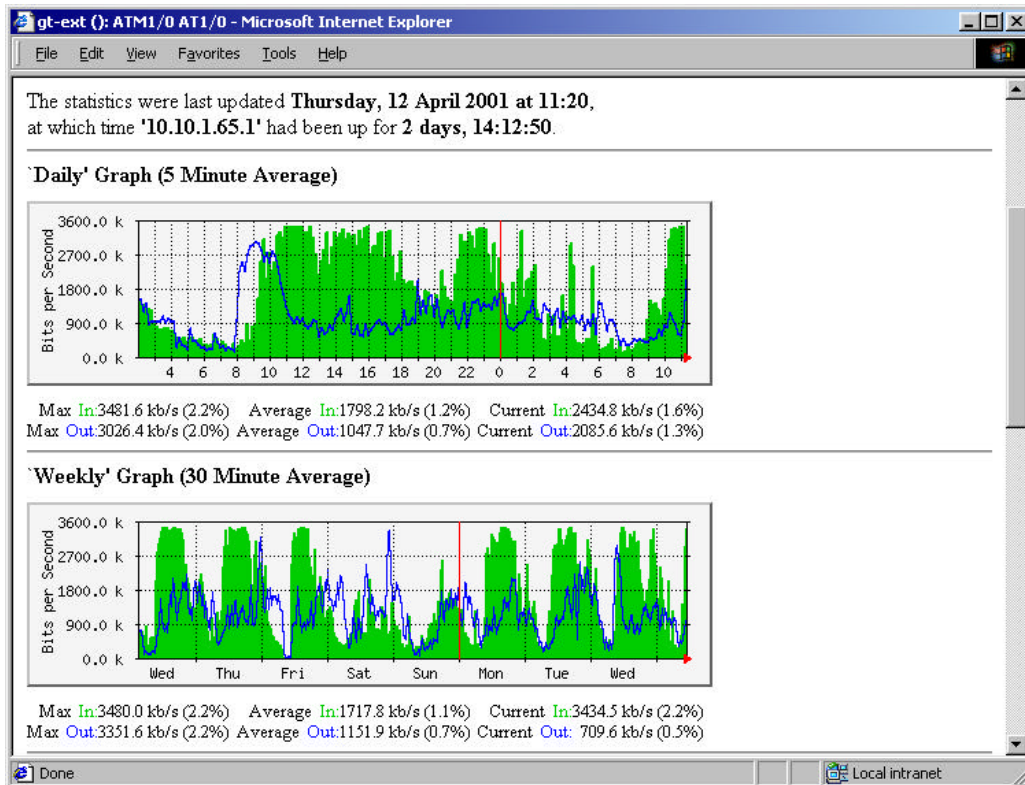 gt-ext (): ATM1/0 AT1/0 - Microsoft Internet Explorer
File Edit View Favorites Tools Help
The statistics were last updated Thursday, 12 April 2001 at 11:20,
at which time '10.10.1.65.1' had been up for 2 days, 14:12:50.
`Daily' Graph (5 Minute Average)
Bits per Second
3600.0 k
2700.0 k
1800.0 k
900.0 k
0.0 k
4 6 8 10 12 14 16 18 20 22 0 2 4 6 8 10
Max In:3481.6 kb/s (2.2%) Average In:1798.2 kb/s (1.2%) Current In:2434.8 kb/s (1.6%)
Max Out:3026.4 kb/s (2.0%) Average Out:1047.7 kb/s (0.7%) Current Out:2085.6 kb/s (1.3%)
`Weekly' Graph (30 Minute Average)
Bits per Second
3600.0 k
2700.0 k
1800.0 k
900.0 k
0.0 k
Wed Thu Fri Sat Sun Mon Tue Wed
Max In:3480.0 kb/s (2.2%) Average In:1717.8 kb/s (1.1%) Current In:3434.5 kb/s (2.2%)
Max Out:3351.6 kb/s (2.2%) Average Out:1151.9 kb/s (0.7%) Current Out: 709.6 kb/s (0.5%)
Done
Local intranet